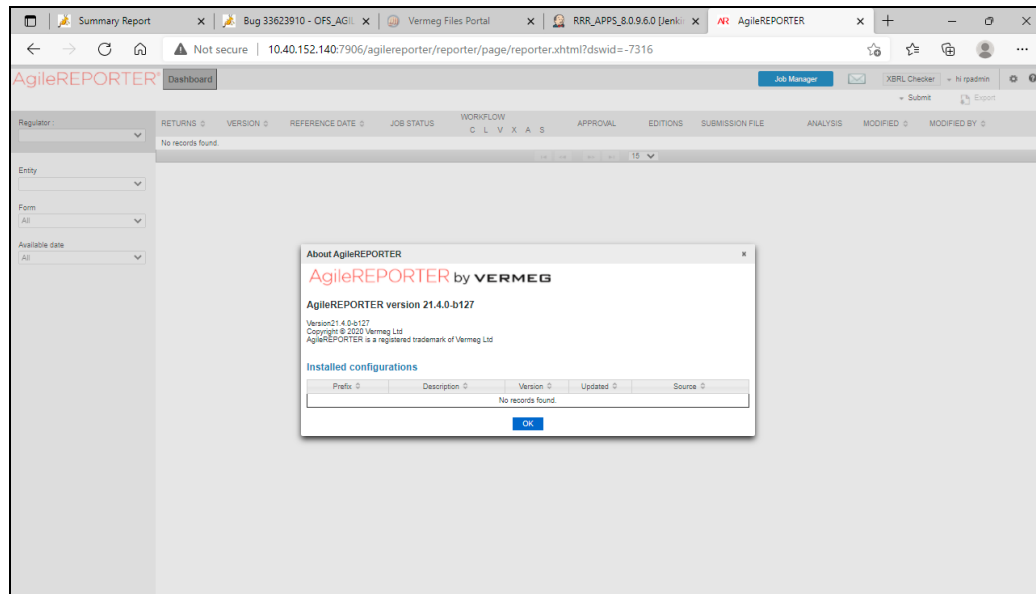 Summary Report
Bug 33623910 - OFS_AGIL
Vermeg Files Portal
RRR_APPS_8.0.9.6.0 [Jenkin
AR AgileREPORTER
Not secure 10.40.152.140:7906/agilereporter/reporter/page/reporter.xhtml?dswid=-7316
AgileREPORTER® Dashboard
Job Manager XBRL Checker hi rpadmin
Submit Export
Regulator :
RETURNS VERSION REFERENCE DATE JOB STATUS WORKFLOW APPROVAL EDITIONS SUBMISSION FILE ANALYSIS MODIFIED MODIFIED BY
C L V X A S
No records found.
15
Entity
Form
All
Available date
All
About AgileREPORTER
AgileREPORTER by VERMEG
AgileREPORTER version 21.4.0-b127
Version21.4.0-b127
Copyright © 2020 Vermeg Ltd
AgileREPORTER is a registered trademark of Vermeg Ltd
Installed configurations
Prefix Description Version Updated Source
No records found.
OK